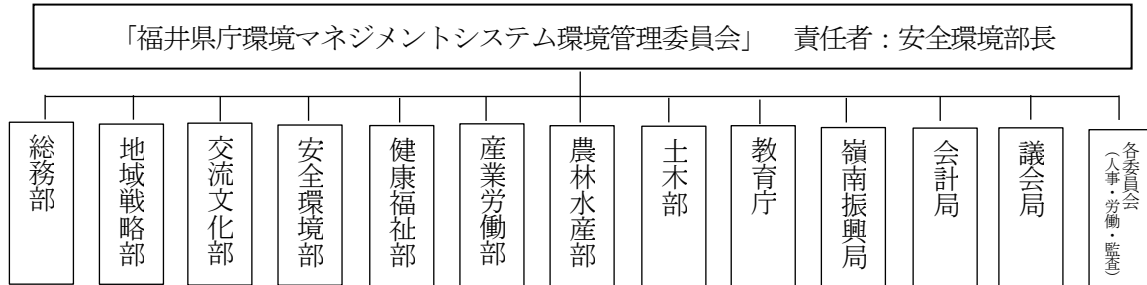 「福井県庁環境マネジメントシステム環境管理委員会」　責任者：安全環境部長
総務部
地域戦略部
交流文化部
安全環境部
健康福祉部
産業労働部
農林水産部
土木部
教育庁
嶺南振興局
会計局
議会局
各委員会
（人事・労働・監査）